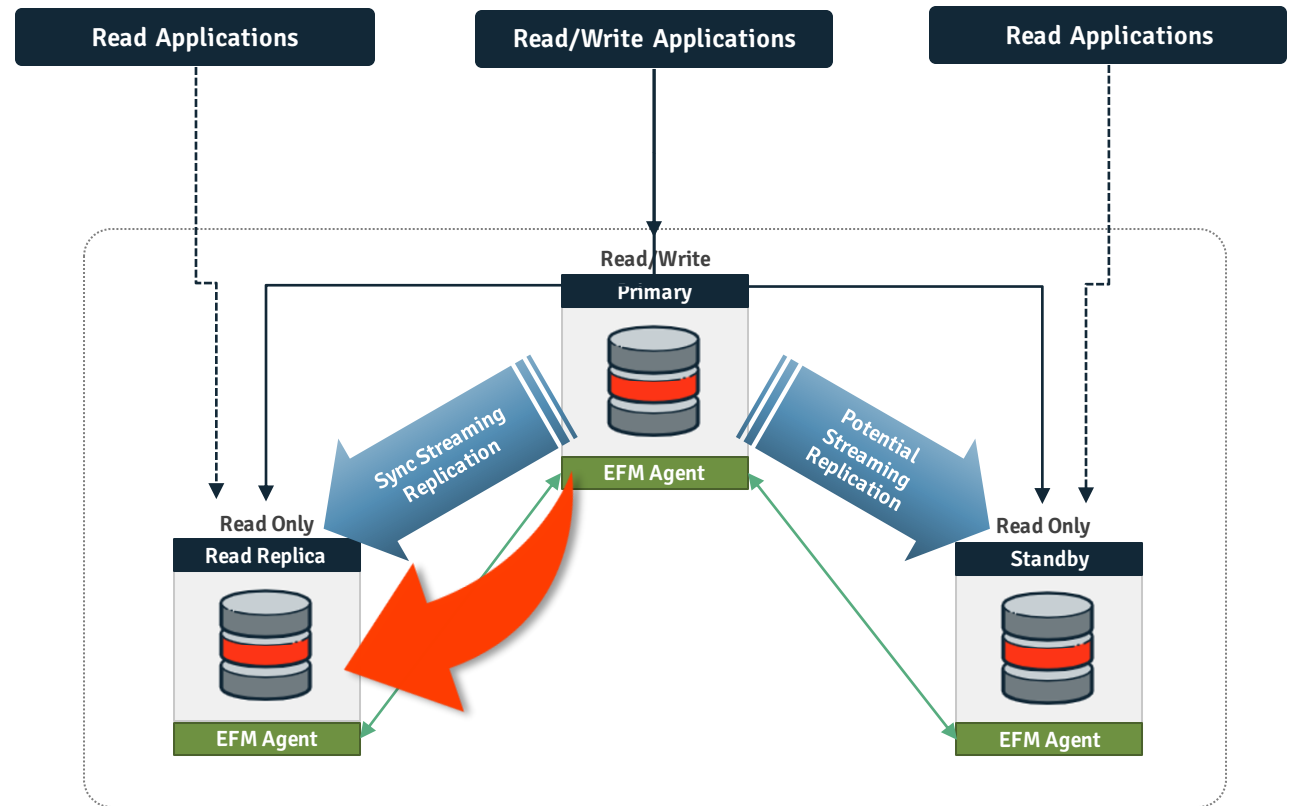 Read Applications
Read/Write Applications
Read Applications
Read/Write
Primary
Sync Streaming
Replication
Potential
Streaming
Replication
EFM Agent
Read Only
Read Replica
EFM Agent
Read Only
Standby
EFM Agent